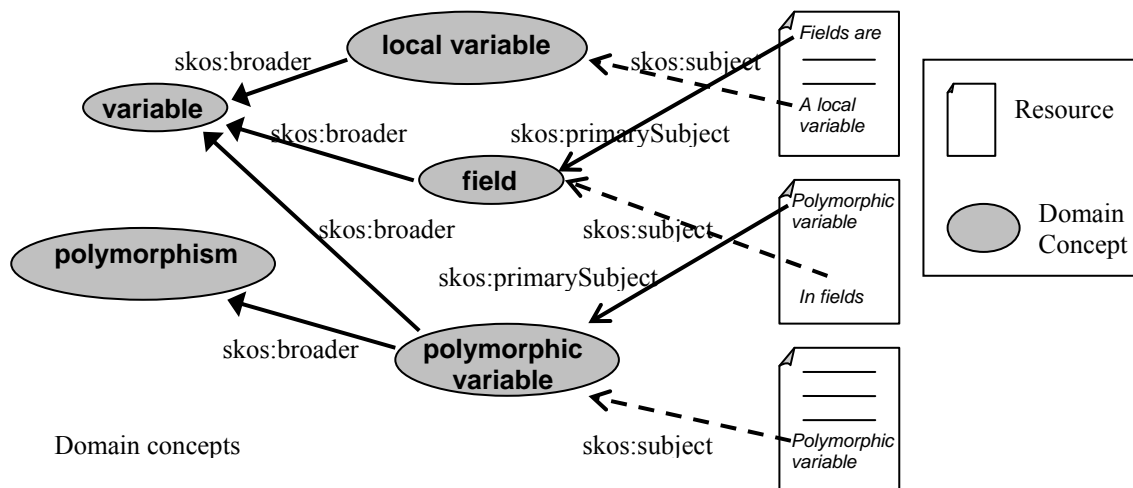 local variable
Fields are
skos:broader
skos:subject
variable
A local
variable
Resource
skos:broader
skos:primarySubject
field
Polymorphic
variable
Domain
Concept
skos:broader
skos:subject
polymorphism
skos:primarySubject
In fields
skos:broader
polymorphic
variable
Domain concepts
skos:subject
Polymorphic
variable